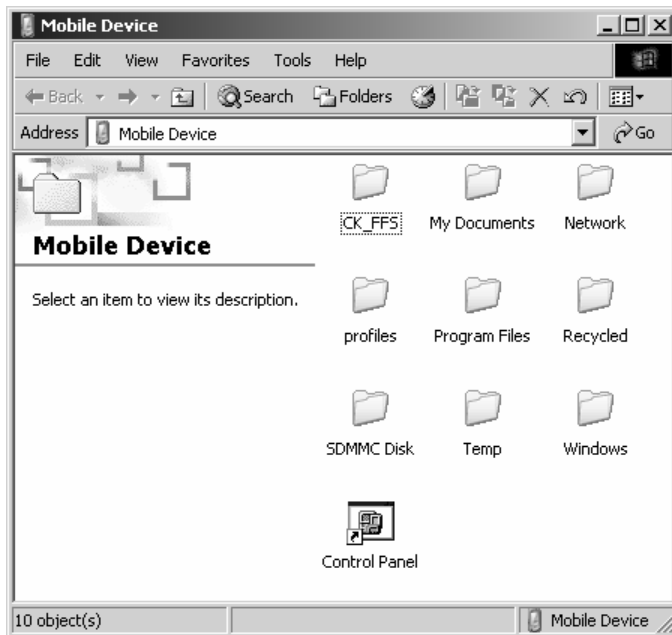 Mobile Device
File Edit View Favorites Tools Help
Back Search Folders
Address Mobile Device Go
Mobile Device
Select an item to view its description.
CK_FFS My Documents Network
profiles Program Files Recycled
SDMMC Disk Temp Windows
Control Panel
10 object(s) Mobile Device